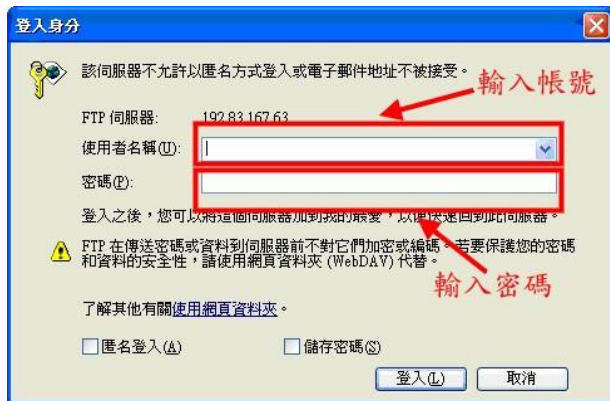 登入身分
該伺服器不允許以匿名方式登入或電子郵件地址不被接受。
輸入帳號
FTP 伺服器: 192.83.167.63
使用者名稱(U):
密碼(P):
登入之後，您可以將這個伺服器加到我的最愛，以便快速回到此伺服器。
FTP 在傳送密碼或資料到伺服器前不對它們加密或編碼。若要保護您的密碼
和資料的安全性，請使用網頁資料夾 (WebDAV) 代替。
輸入密碼
了解其他有關使用網頁資料夾。
匿名登入(A) 儲存密碼(S)
登入(L) 取消